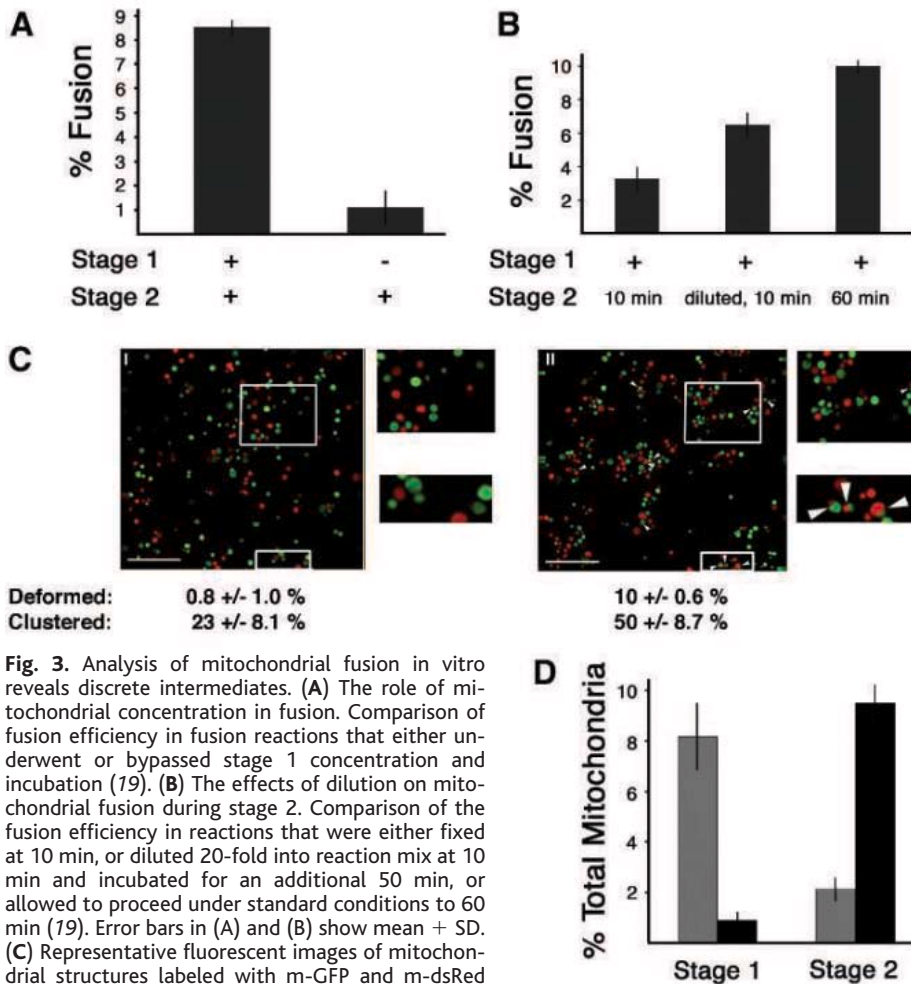 A
% Fusion
9
8
7
6
5
4
3
2
1
Stage 1 + -
Stage 2 + +
B
% Fusion
10
8
6
4
2
Stage 1 + + +
Stage 2 10 min diluted, 10 min 60 min
C
I
II
Deformed: 0.8 +/- 1.0 % 10 +/- 0.6 %
Clustered: 23 +/- 8.1 % 50 +/- 8.7 %
Fig. 3. Analysis of mitochondrial fusion in vitro
reveals discrete intermediates. (A) The role of mi-
tochondrial concentration in fusion. Comparison of
fusion efficiency in fusion reactions that either un-
derwent or bypassed stage 1 concentration and
incubation (19). (B) The effects of dilution on mito-
chondrial fusion during stage 2. Comparison of the
fusion efficiency in reactions that were either fixed
at 10 min, or diluted 20-fold into reaction mix at 10
min and incubated for an additional 50 min, or
allowed to proceed under standard conditions to 60
min (19). Error bars in (A) and (B) show mean + SD.
(C) Representative fluorescent images of mitochon-
drial structures labeled with m-GFP and m-dsRed
D
% Total Mitochondria
10
8
6
4
2
Stage 1 Stage 2